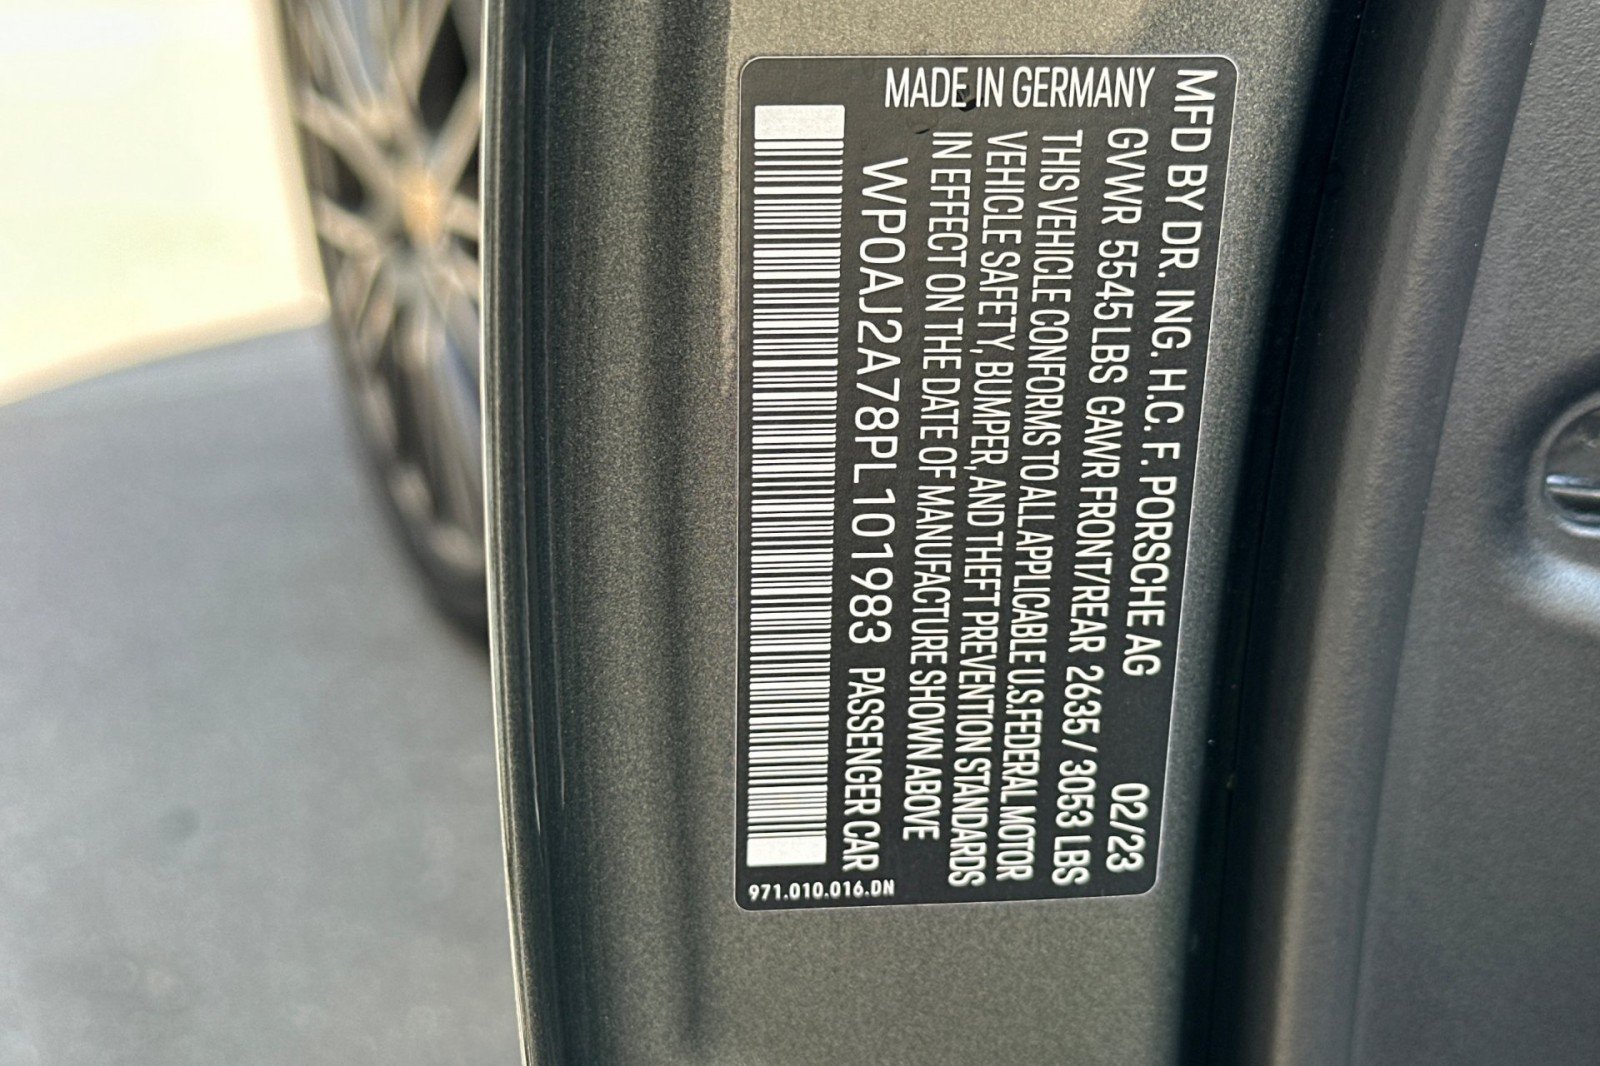 MFD BY DR. ING. H.C. F. PORSCHE AG 02/23
GVWR 5545 LBS GAWR FRONT/REAR 2635 / 3053 LBS
THIS VEHICLE CONFORMS TO ALL APPLICABLE U.S.FEDERAL MOTOR
VEHICLE SAFETY, BUMPER, AND THEFT PREVENTION STANDARDS
IN EFFECT ON THE DATE OF MANUFACTURE SHOWN ABOVE
WP0AJ2A78PL101983 PASSENGER CAR
MADE IN GERMANY
971.010.016.DN